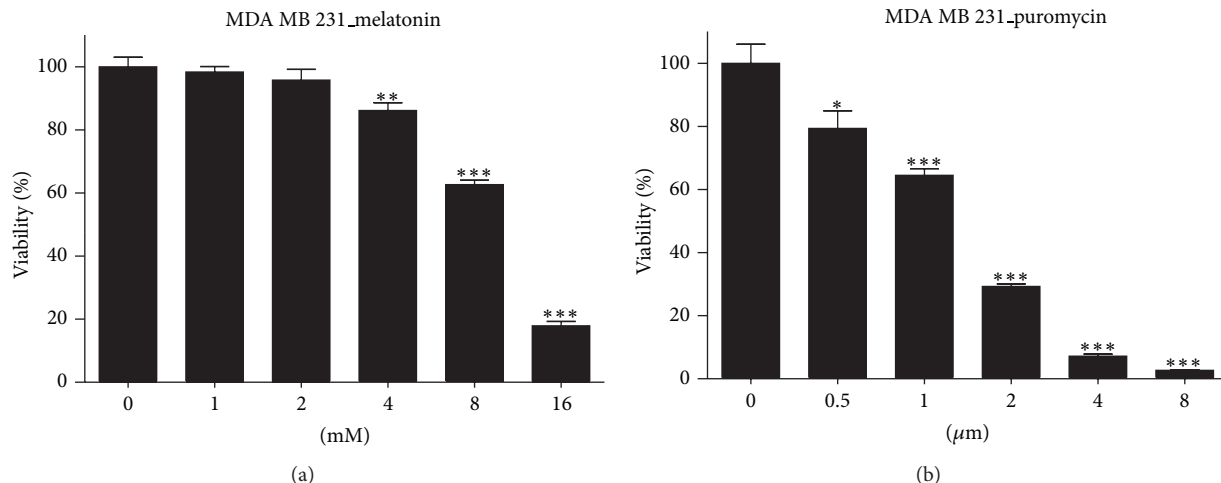 MDA MB 231_melatonin
Viability (%)
100
80
60
40
20
0
**
***
***
0 1 2 4 8 16
(mM)
(a)
MDA MB 231_puromycin
Viability (%)
100
80
60
40
20
0
*
***
***
***
***
0 0.5 1 2 4 8
(μm)
(b)